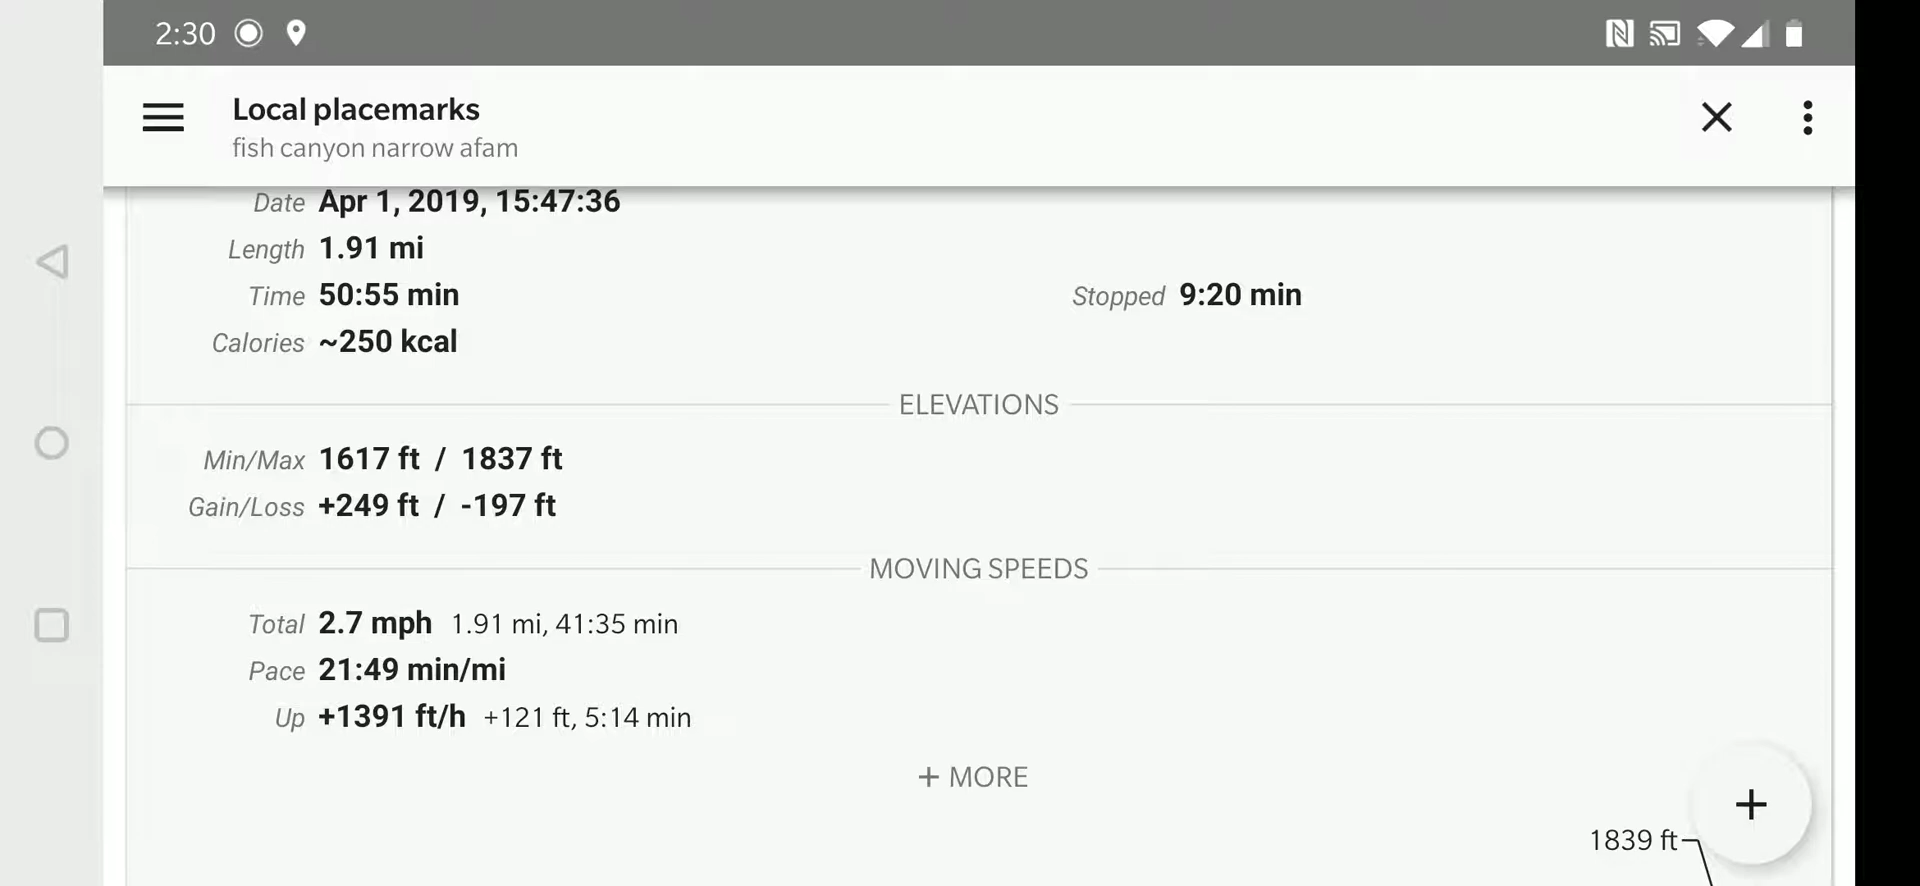 2:30
Local placemarks
fish canyon narrow afam
Date Apr 1, 2019, 15:47:36
Length 1.91 mi
Time 50:55 min Stopped 9:20 min
Calories ~250 kcal
ELEVATIONS
Min/Max 1617 ft / 1837 ft
Gain/Loss +249 ft / -197 ft
MOVING SPEEDS
Total 2.7 mph 1.91 mi, 41:35 min
Pace 21:49 min/mi
Up +1391 ft/h +121 ft, 5:14 min
+ MORE
+
1839 ft